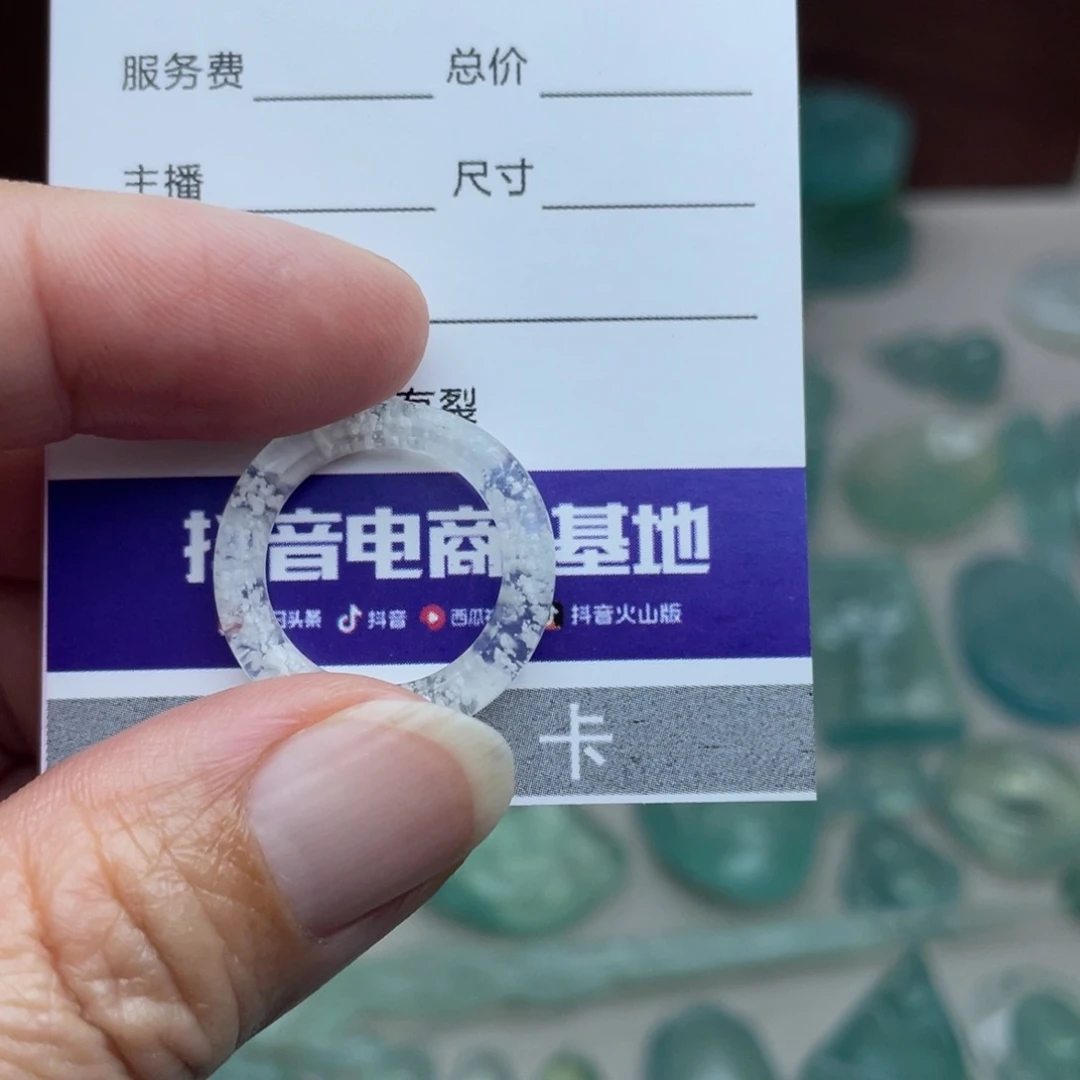 服务费 总价
主播 尺寸
有裂
抖音电商 基地
头条 抖音 西瓜 抖音火山版
卡